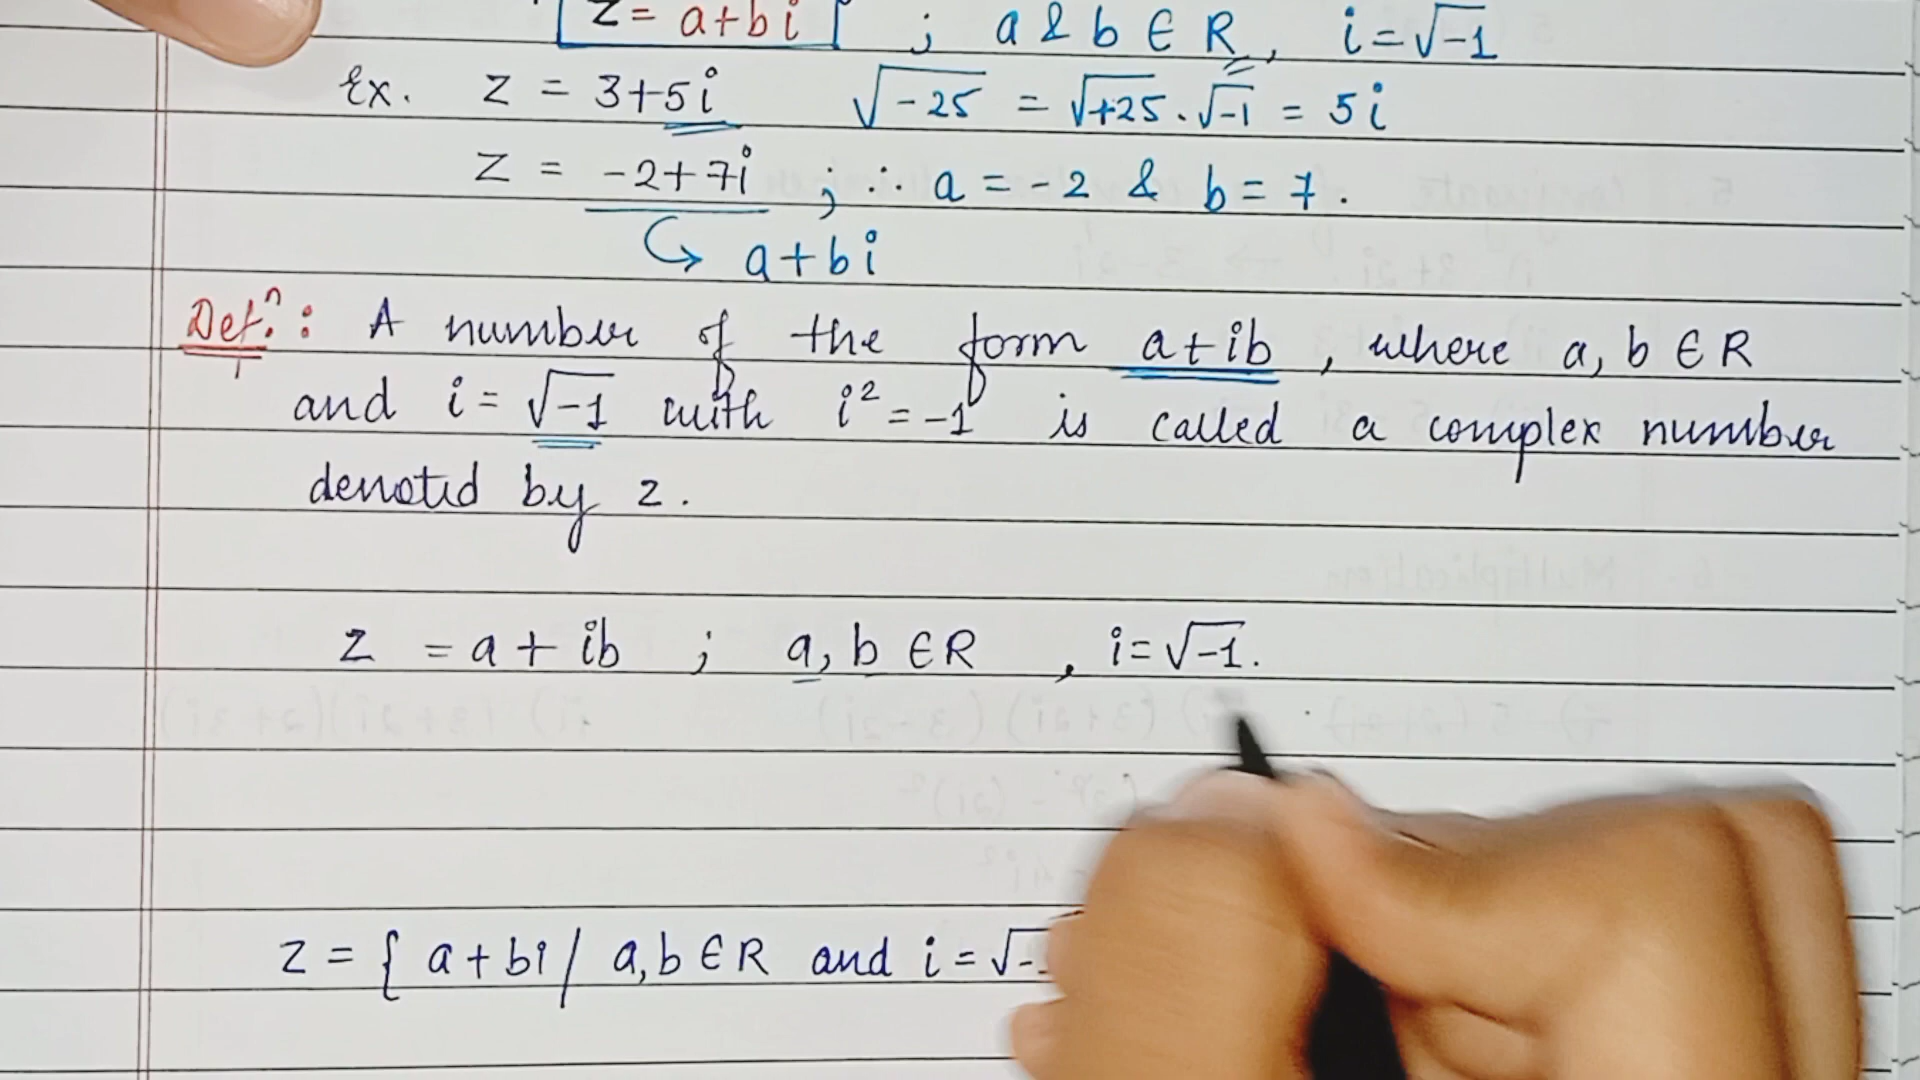 z = a+bi ; a & b ∈ R, i = √-1
Ex. z = 3+5i √-25 = √+25 . √-1 = 5i
z = -2+7i ; ∴ a = -2 & b = 7.
↳ a+bi
Defⁿ.: A number of the form a+ib, where a, b ∈ R
and i = √-1 with i² = -1 is called a complex number
denoted by z.
z = a + ib ; a, b ∈ R , i = √-1.
z = { a+bi / a,b ∈ R and i = √-